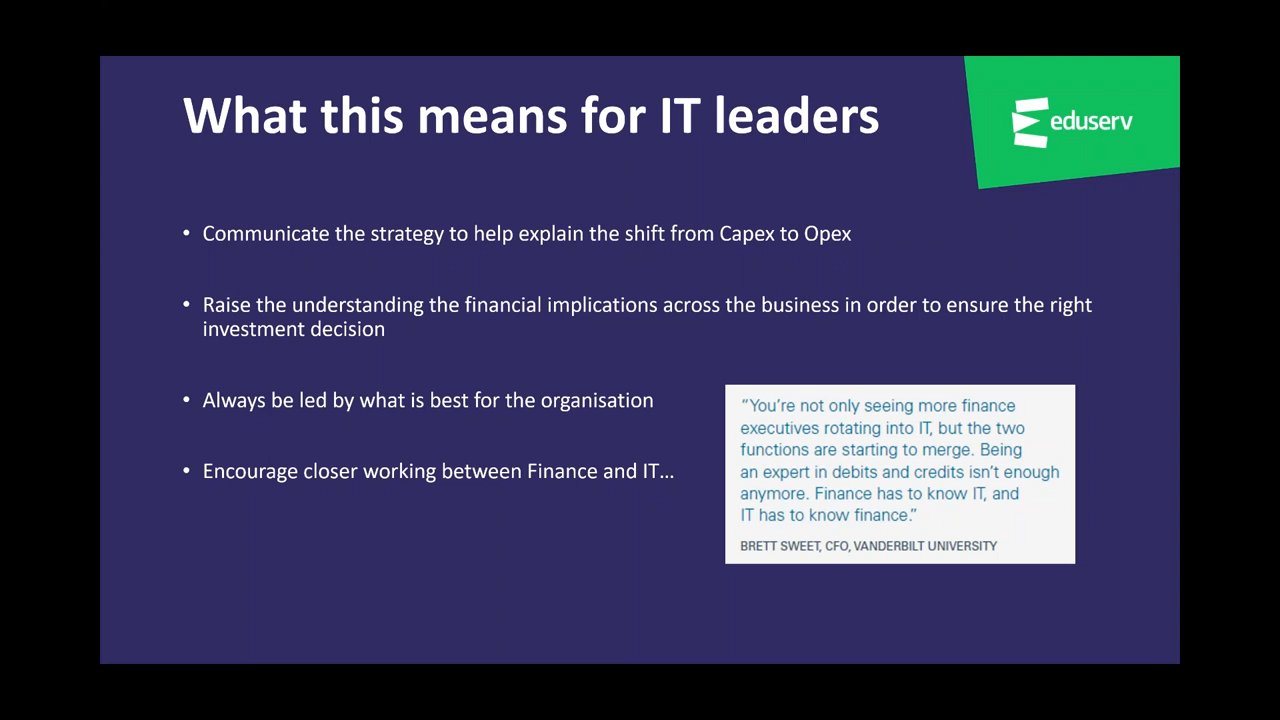 What this means for IT leaders
eduserv
• Communicate the strategy to help explain the shift from Capex to Opex
• Raise the understanding the financial implications across the business in order to ensure the right
investment decision
• Always be led by what is best for the organisation
• Encourage closer working between Finance and IT...
“You’re not only seeing more finance
executives rotating into IT, but the two
functions are starting to merge. Being
an expert in debits and credits isn’t enough
anymore. Finance has to know IT, and
IT has to know finance.”
BRETT SWEET, CFO, VANDERBILT UNIVERSITY